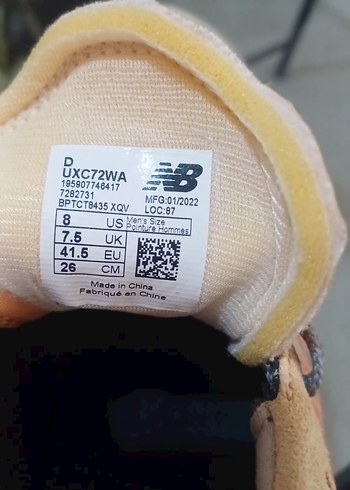 D
UXC72WA
195907746417
7282731
BPTCT8435 XQV
NB
MFG:01/2022
LOC:87
8 US Men's Size
Pointure Hommes
7.5 UK
41.5 EU
26 CM
Made in China
Fabriqué en Chine